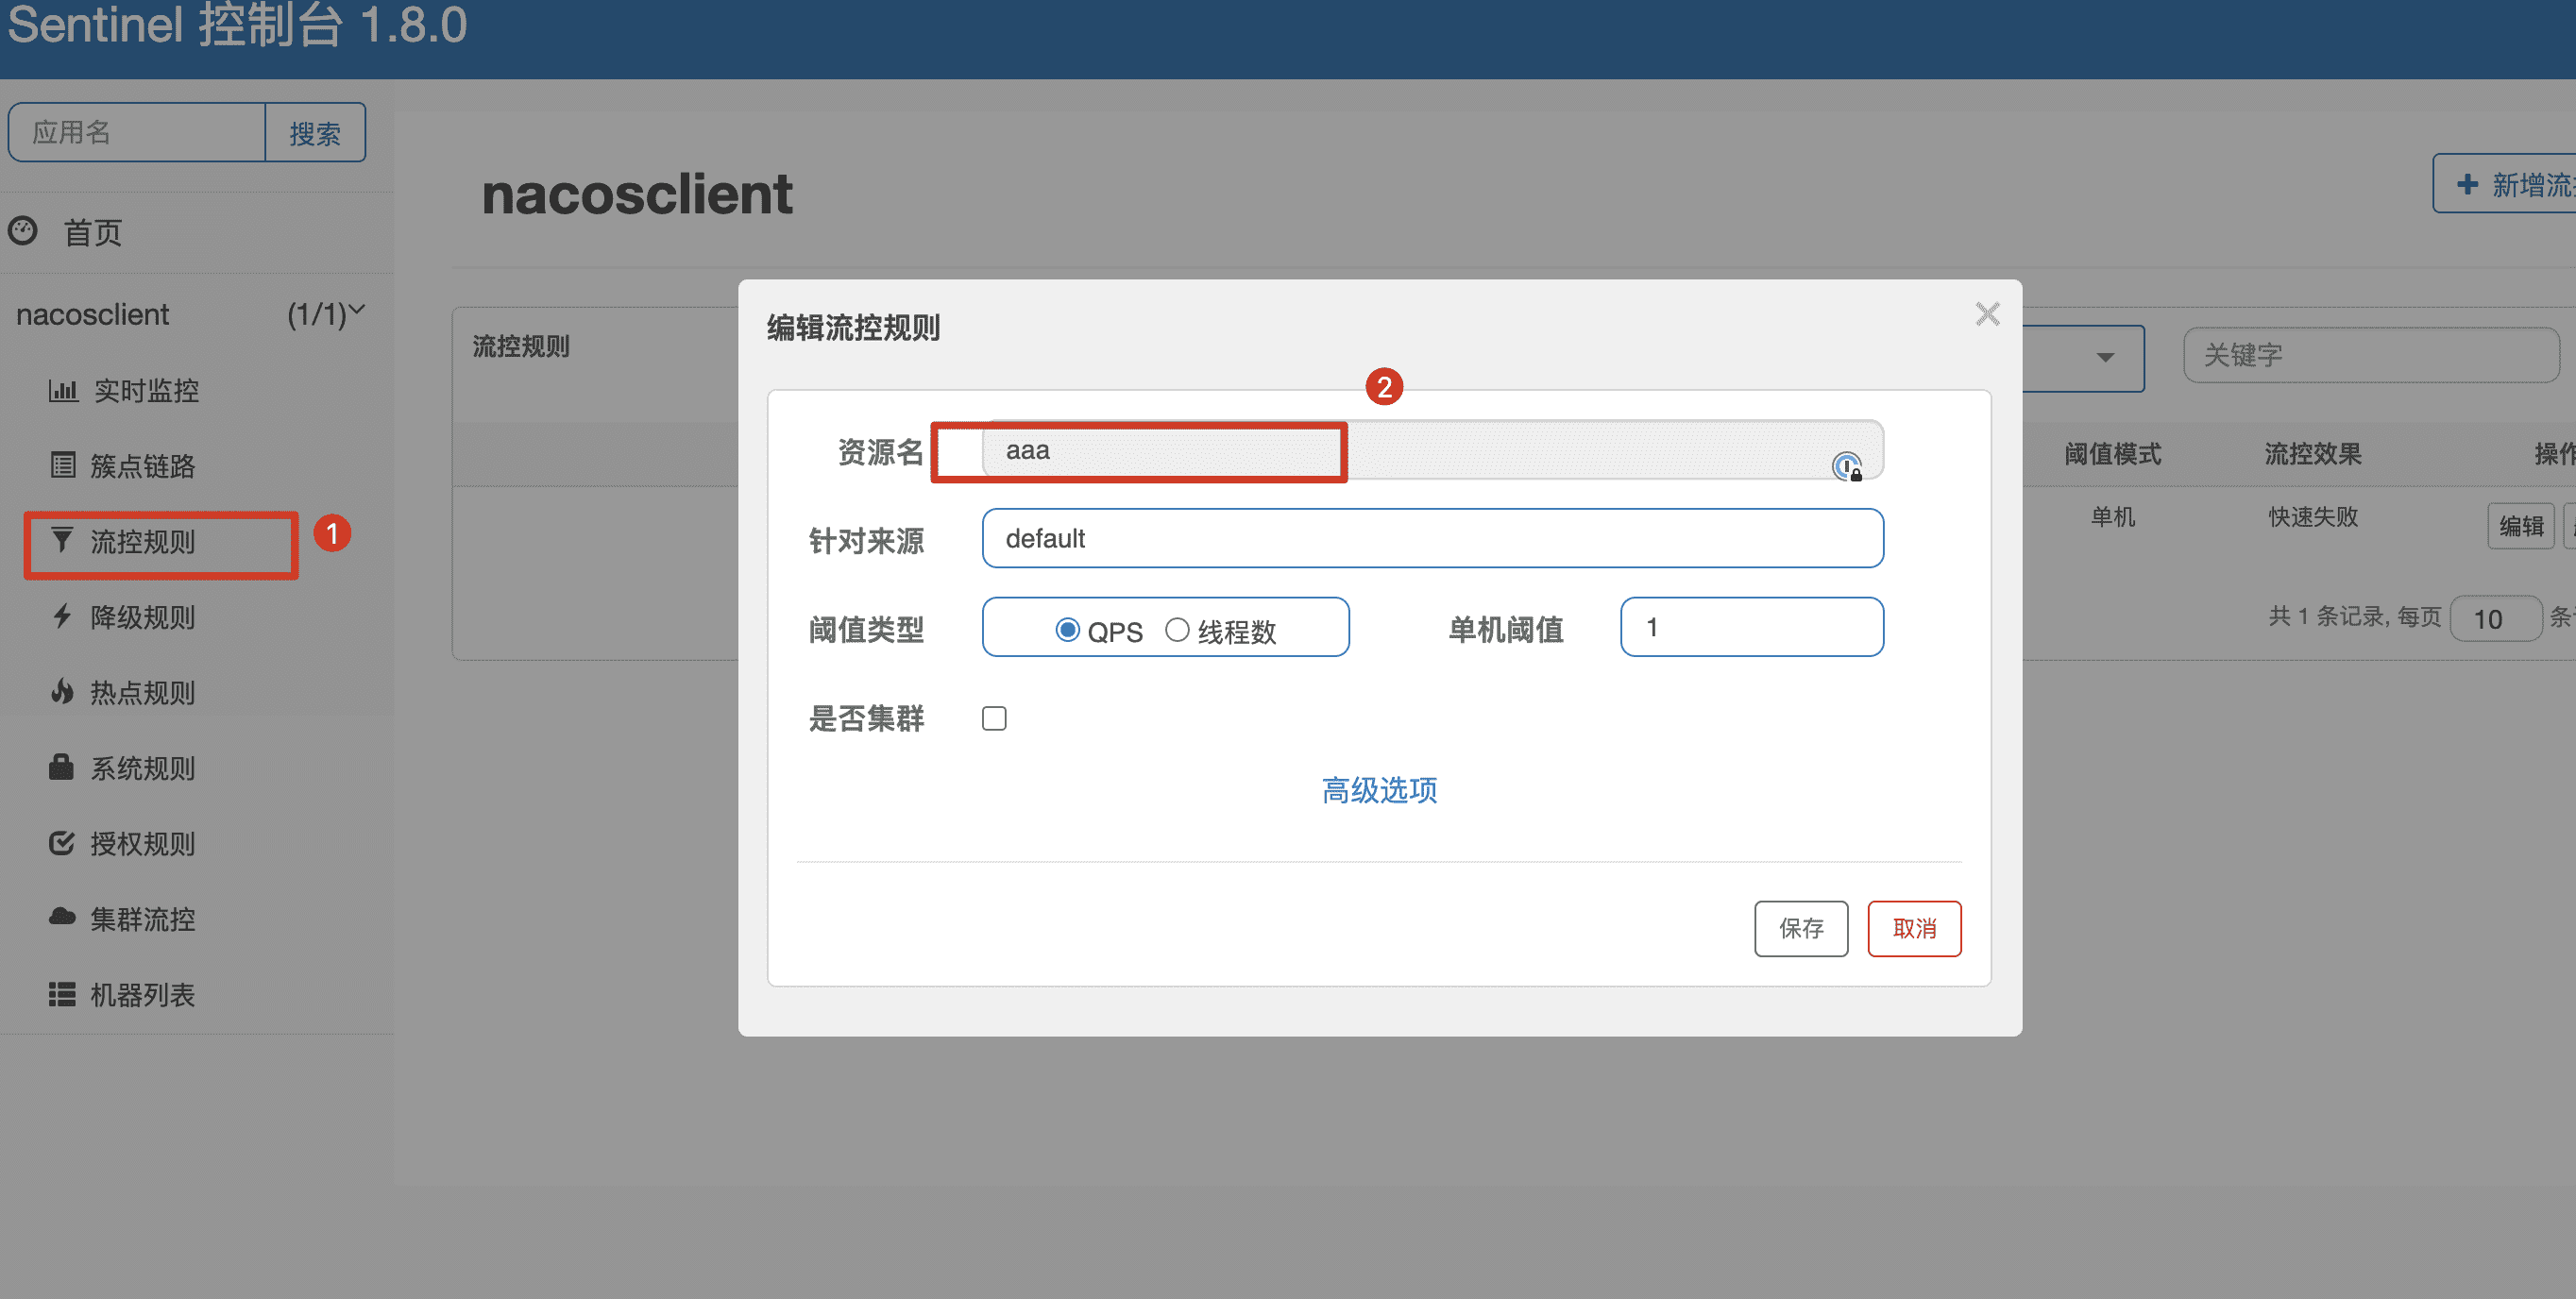 Sentinel 控制台 1.8.0
应用名
搜索
首页
nacosclient (1/1)
实时监控
簇点链路
流控规则
1
降级规则
热点规则
系统规则
授权规则
集群流控
机器列表
nacosclient
新增流
流控规则
关键字
阈值模式 流控效果 操作
单机 快速失败 编辑
共 1 条记录, 每页 10 条
编辑流控规则
2
资源名 aaa
针对来源 default
阈值类型 QPS 线程数 单机阈值 1
是否集群
高级选项
保存 取消